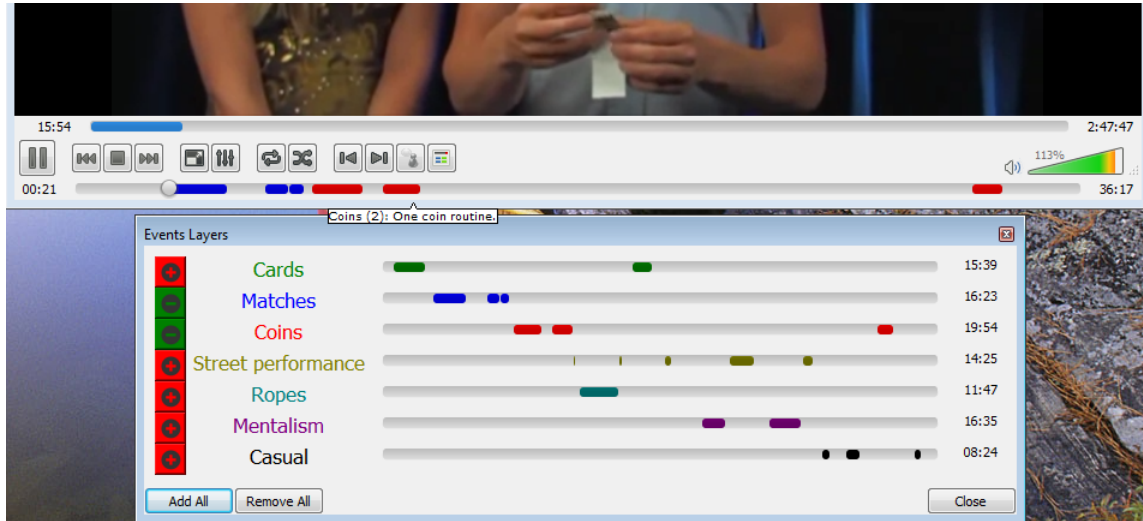 15:54 2:47:47
113%
00:21 36:17
Coins (2): One coin routine.
Events Layers
Cards 15:39
Matches 16:23
Coins 19:54
Street performance 14:25
Ropes 11:47
Mentalism 16:35
Casual 08:24
Add All Remove All Close